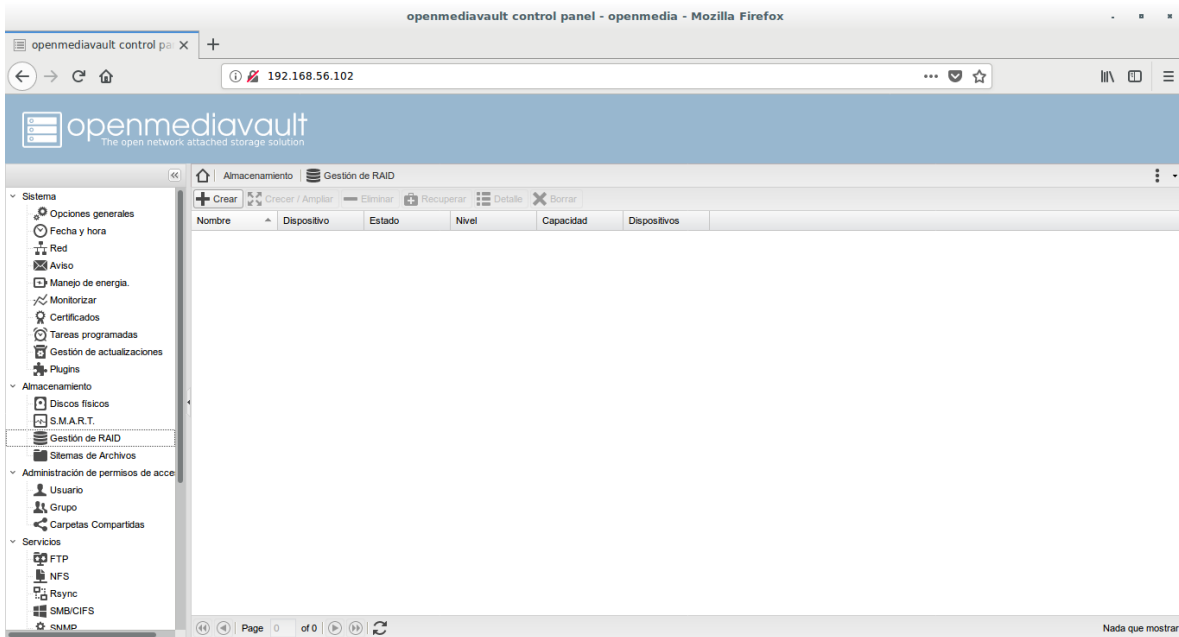 openmediavault control panel - openmedia - Mozilla Firefox
openmediavault control pa
192.168.56.102
openmediavault
The open network attached storage solution
Almacenamiento Gestión de RAID
Crear Crecer / Ampliar Eliminar Recuperar Detalle Borrar
Nombre Dispositivo Estado Nivel Capacidad Dispositivos
Sistema
Opciones generales
Fecha y hora
Red
Aviso
Manejo de energia.
Monitorizar
Certificados
Tareas programadas
Gestión de actualizaciones
Plugins
Almacenamiento
Discos físicos
S.M.A.R.T.
Gestión de RAID
Sitemas de Archivos
Administración de permisos de acce
Usuario
Grupo
Carpetas Compartidas
Servicios
FTP
NFS
Rsync
SMB/CIFS
SNMP
Page 0 of 0
Nada que mostrar